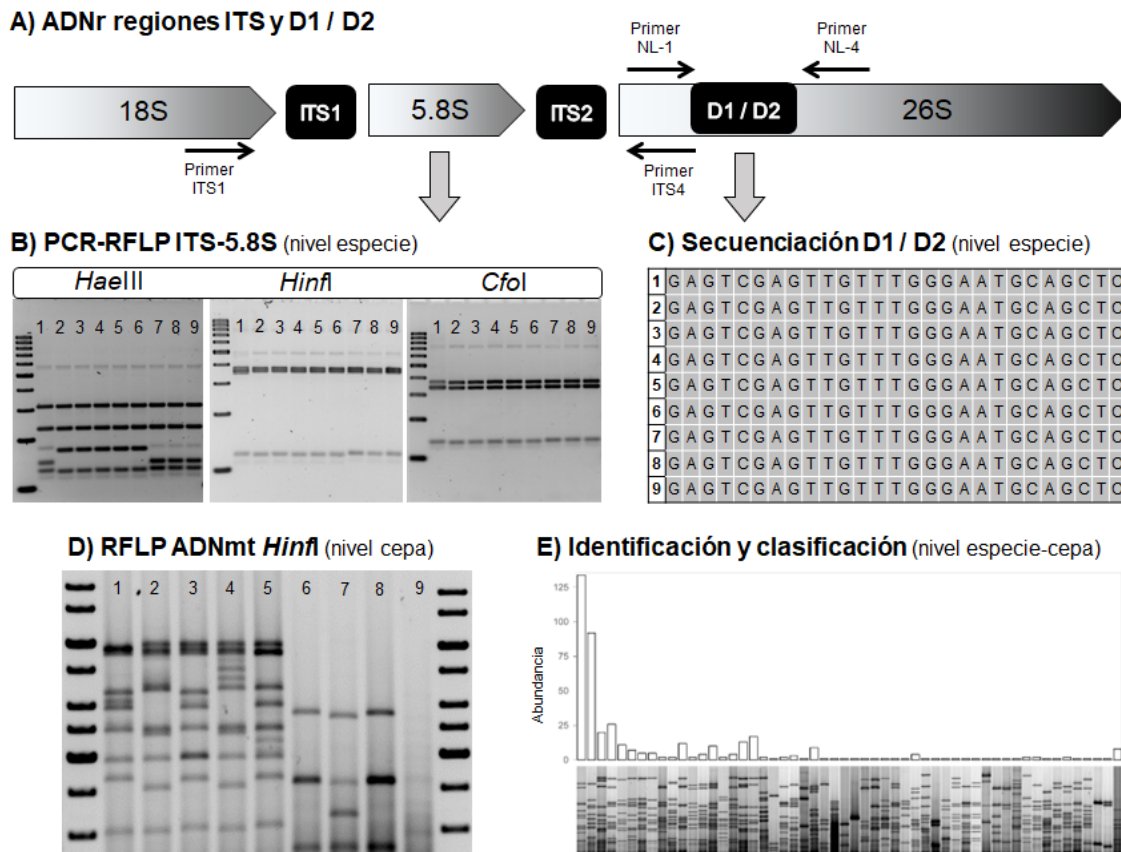 A) ADNr regiones ITS y D1 / D2
Primer
NL-1
Primer
NL-4
18S
ITS1
5.8S
ITS2
D1 / D2
26S
Primer
ITS1
Primer
ITS4
B) PCR-RFLP ITS-5.8S (nivel especie)
HaeIII
HinfI
CfoI
1 2 3 4 5 6 7 8 9
1 2 3 4 5 6 7 8 9
1 2 3 4 5 6 7 8 9
C) Secuenciación D1 / D2 (nivel especie)
1 G A G T C G A G T T G T T T G G G A A T G C A G C T C
2 G A G T C G A G T T G T T T G G G A A T G C A G C T C
3 G A G T C G A G T T G T T T G G G A A T G C A G C T C
4 G A G T C G A G T T G T T T G G G A A T G C A G C T C
5 G A G T C G A G T T G T T T G G G A A T G C A G C T C
6 G A G T C G A G T T G T T T G G G A A T G C A G C T C
7 G A G T C G A G T T G T T T G G G A A T G C A G C T C
8 G A G T C G A G T T G T T T G G G A A T G C A G C T C
9 G A G T C G A G T T G T T T G G G A A T G C A G C T C
D) RFLP ADNmt HinfI (nivel cepa)
1 2 3 4 5 6 7 8 9
E) Identificación y clasificación (nivel especie-cepa)
Abundancia
125
100
75
50
25
0